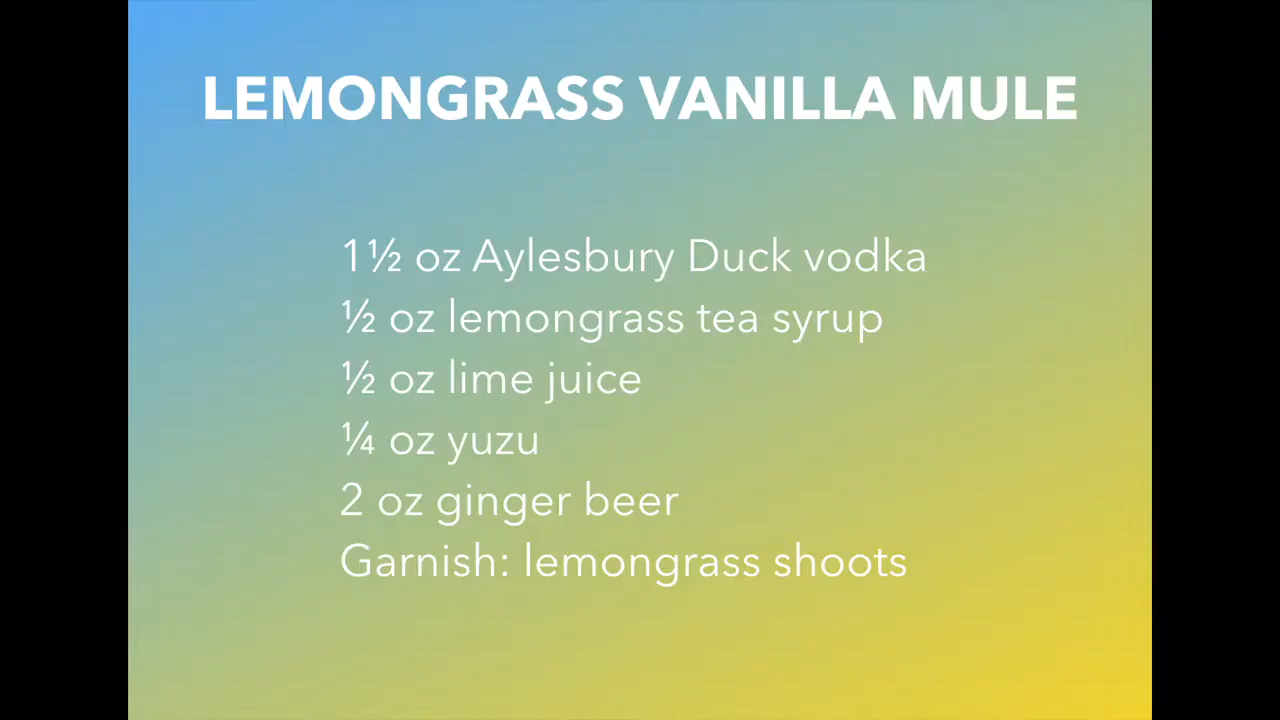 LEMONGRASS VANILLA MULE
1½ oz Aylesbury Duck vodka
½ oz lemongrass tea syrup
½ oz lime juice
¼ oz yuzu
2 oz ginger beer
Garnish: lemongrass shoots